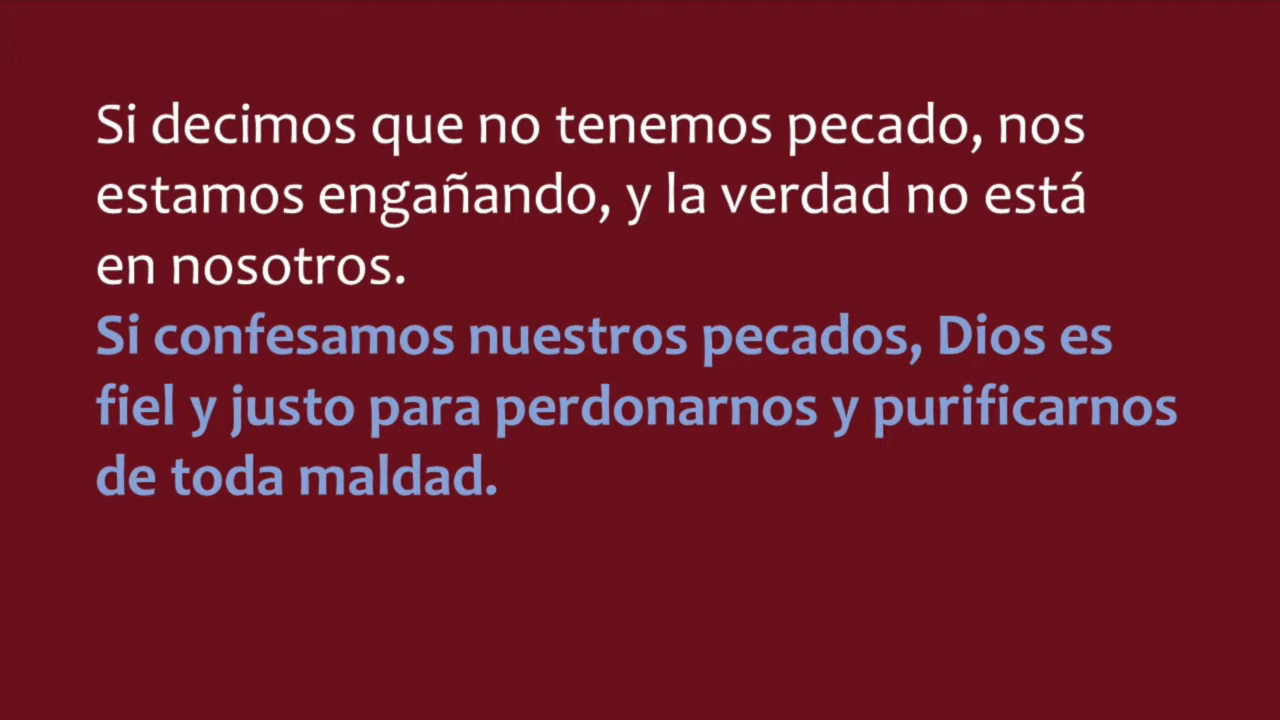 Si decimos que no tenemos pecado, nos
estamos engañando, y la verdad no está
en nosotros.
Si confesamos nuestros pecados, Dios es
fiel y justo para perdonarnos y purificarnos
de toda maldad.